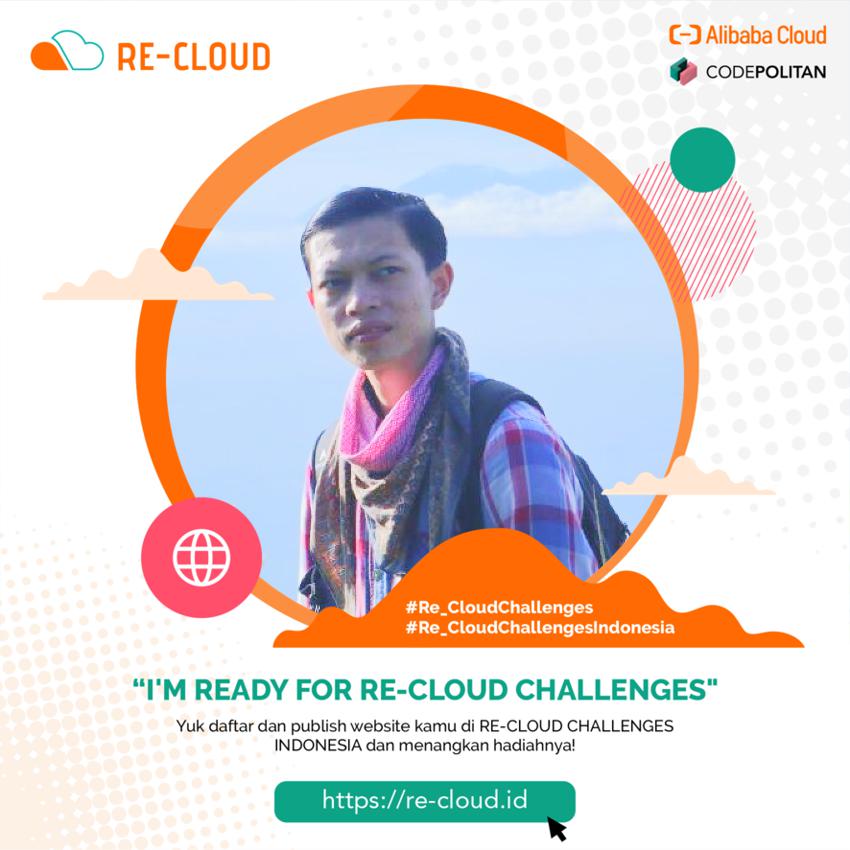 RE-CLOUD
Alibaba Cloud
CODEPOLITAN
#Re_CloudChallenges
#Re_CloudChallengesIndonesia
“I'M READY FOR RE-CLOUD CHALLENGES"
Yuk daftar dan publish website kamu di RE-CLOUD CHALLENGES
INDONESIA dan menangkan hadiahnya!
https://re-cloud.id